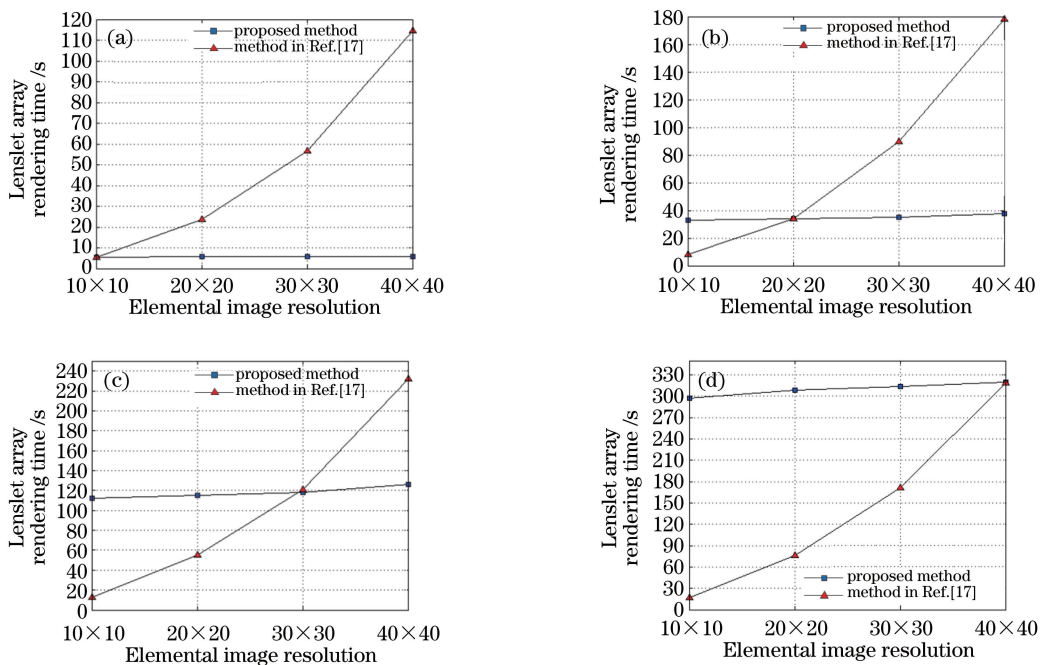 (a)
proposed method
method in Ref.[17]
120
110
100
90
80
70
60
50
40
30
20
10
0
10×10
20×20
30×30
40×40
Elemental image resolution
Lenslet array
rendering time /s
(b)
proposed method
method in Ref.[17]
180
160
140
120
100
80
60
40
20
0
10×10
20×20
30×30
40×40
Elemental image resolution
Lenslet array
rendering time /s
(c)
proposed method
method in Ref.[17]
240
220
200
180
160
140
120
100
80
60
40
20
0
10×10
20×20
30×30
40×40
Elemental image resolution
Lenslet array
rendering time /s
(d)
330
300
270
240
210
180
150
120
90
60
30
0
proposed method
method in Ref.[17]
10×10
20×20
30×30
40×40
Elemental image resolution
Lenslet array
rendering time /s